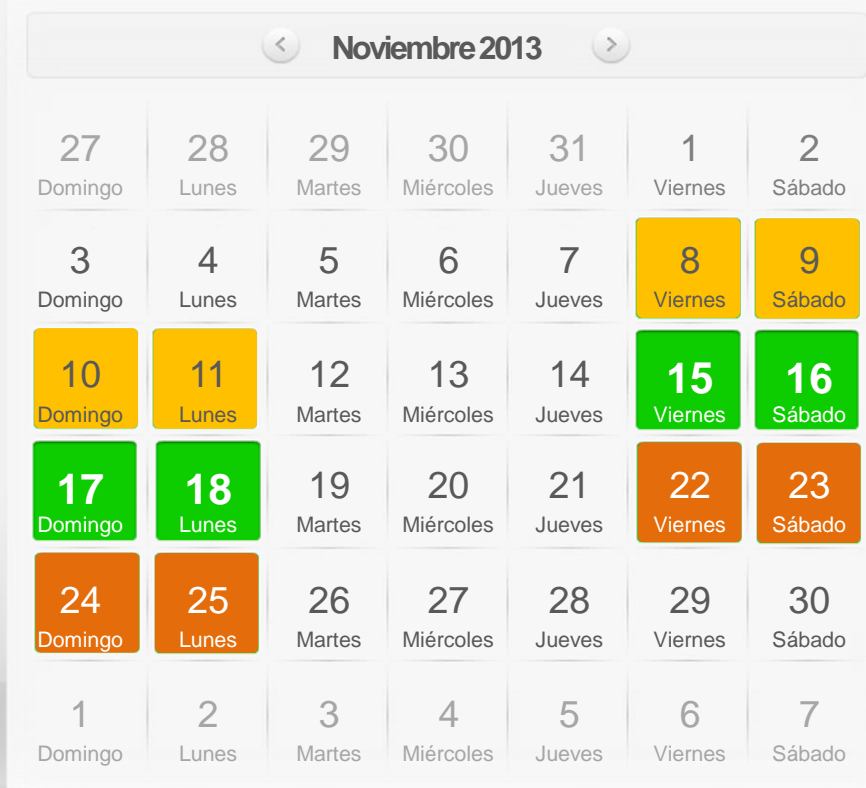 Noviembre 2013
27 28 29 30 31 1 2
Domingo Lunes Martes Miércoles Jueves Viernes Sábado
3 4 5 6 7 8 9
Domingo Lunes Martes Miércoles Jueves Viernes Sábado
10 11 12 13 14 15 16
Domingo Lunes Martes Miércoles Jueves Viernes Sábado
17 18 19 20 21 22 23
Domingo Lunes Martes Miércoles Jueves Viernes Sábado
24 25 26 27 28 29 30
Domingo Lunes Martes Miércoles Jueves Viernes Sábado
1 2 3 4 5 6 7
Domingo Lunes Martes Miércoles Jueves Viernes Sábado